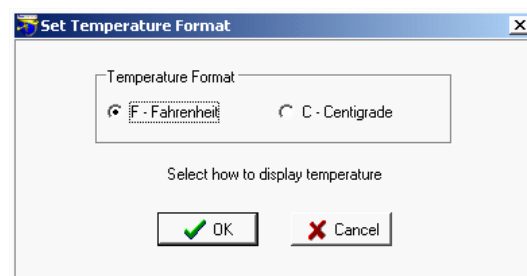 Set Temperature Format
Temperature Format
F - Fahrenheit C - Centigrade
Select how to display temperature
OK Cancel